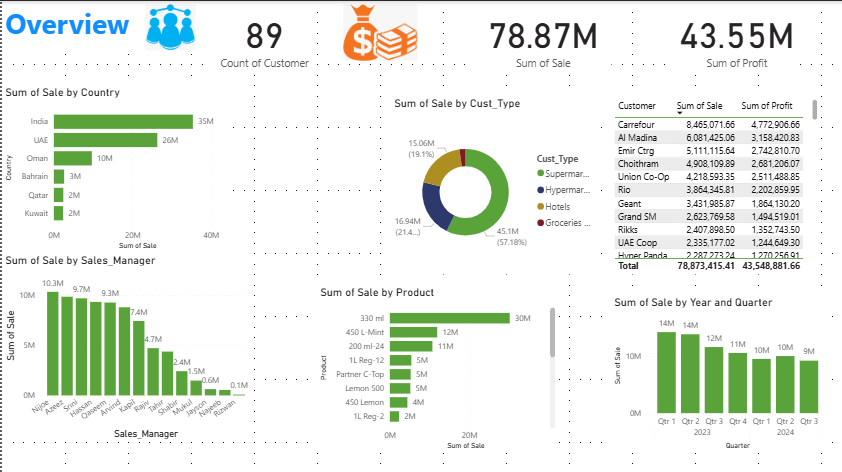 Overview
89
Count of Customer
$
78.87M
Sum of Sale
43.55M
Sum of Profit
Sum of Sale by Country
Country
India 35M
UAE 26M
Oman 10M
Bahrain 3M
Qatar 2M
Kuwait 2M
0M 20M 40M
Sum of Sale
Sum of Sale by Cust_Type
15.06M
(19.1%)
16.94M
(21.4...)
45.1M
(57.18%)
Cust_Type
Supermar...
Hypermar...
Hotels
Groceries ...
Customer Sum of Sale Sum of Profit
Carrefour 8,465,071.66 4,772,906.66
Al Madina 6,081,425.06 3,158,420.83
Emir Ctrg 5,111,115.64 2,742,810.70
Choithram 4,908,109.89 2,681,206.07
Union Co-Op 4,218,593.35 2,511,488.85
Rio 3,864,345.81 2,202,859.95
Geant 3,431,985.87 1,864,130.20
Grand SM 2,623,769.58 1,494,519.01
Rikks 2,407,898.50 1,352,743.50
UAE Coop 2,335,177.02 1,244,649.30
Hyper Panda 2,287,273.24 1,270,256.91
Total 78,873,415.41 43,548,881.66
Sum of Sale by Sales_Manager
Sum of Sale
10M
5M
0M
10.3M 9.7M 9.3M 7.4M 4.7M 2.4M 1.5M 0.6M 0.1M
Nijoe Azeez Srini Hassan Qaseem Arvind Kapil Rajiv Tahir Shabir Mukul Jayson Najeeb Rizwan
Sales_Manager
Sum of Sale by Product
Product
330 ml 30M
450 L-Mint 12M
200 ml-24 11M
1L Reg-12 5M
Partner C-Top 5M
Lemon 500 5M
450 Lemon 4M
1L Reg-2 2M
0M 20M
Sum of Sale
Sum of Sale by Year and Quarter
Sum of Sale
10M
0M
14M 14M 12M 11M 10M 10M 9M
Qtr 1 Qtr 2 Qtr 3 Qtr 4 Qtr 1 Qtr 2 Qtr 3
2023 2024
Quarter